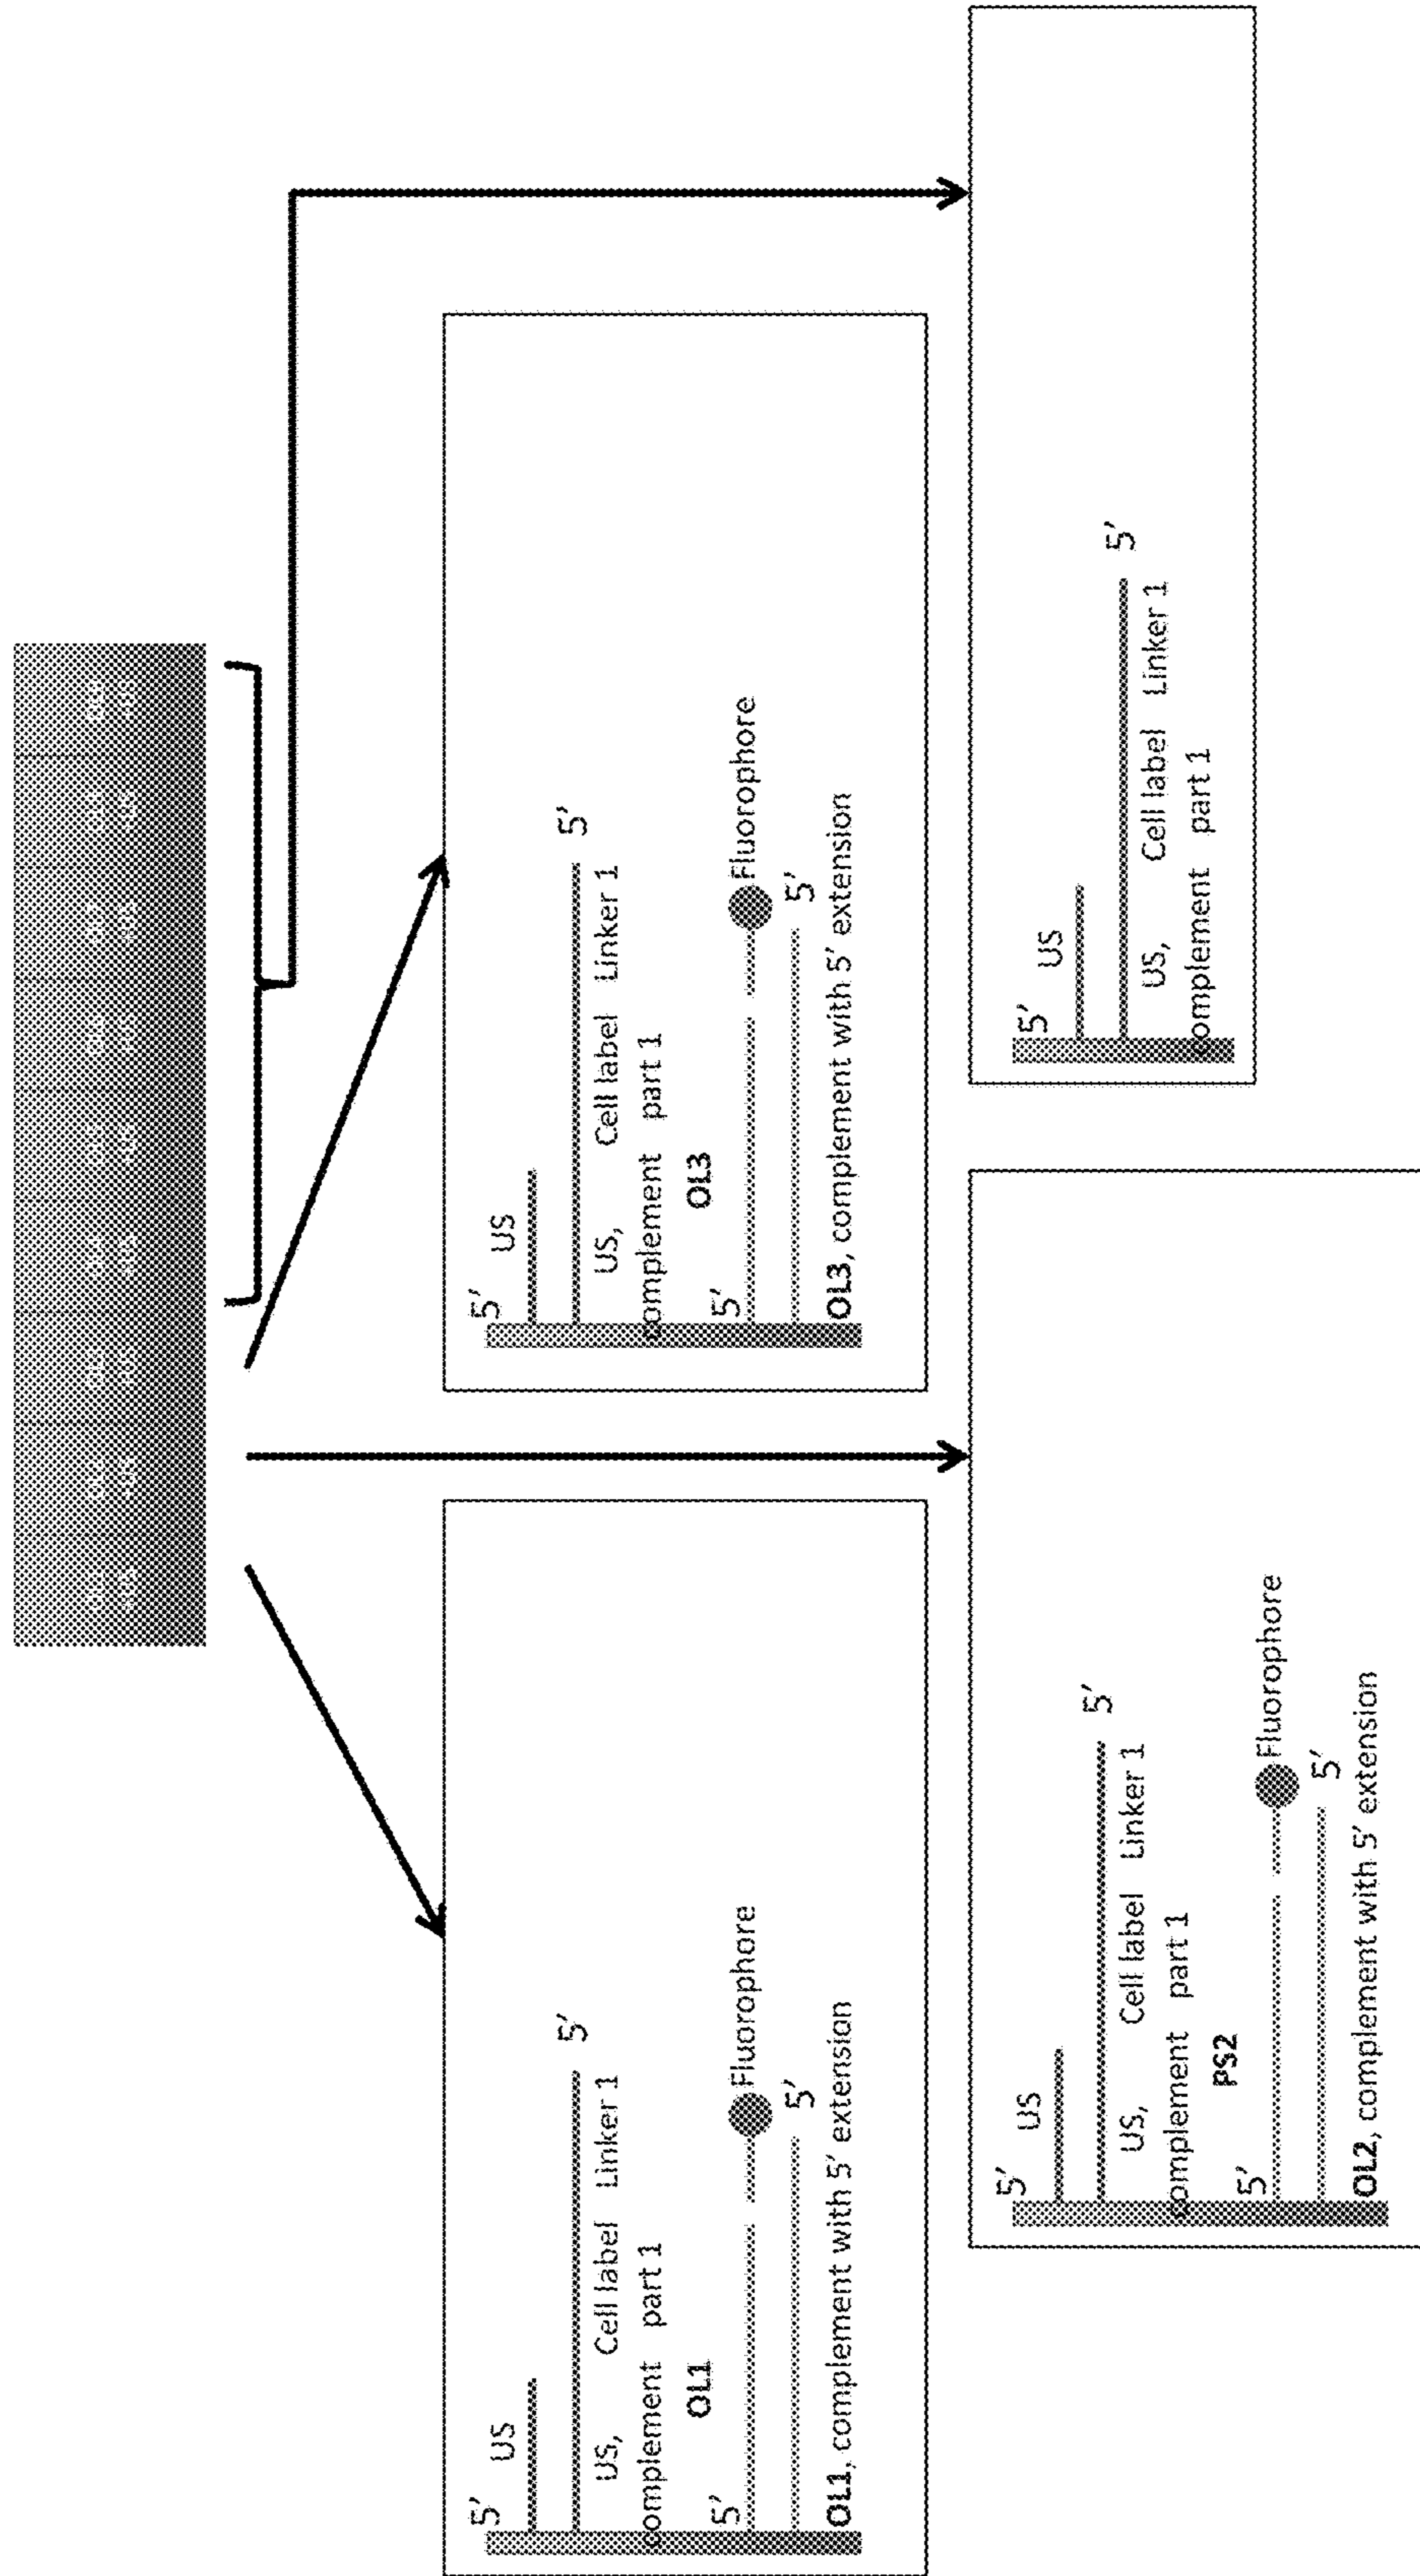 5′ US
5′
US, Cell label Linker 1
complement part 1
OL1
5′ Fluorophore
5′
OL1, complement with 5′ extension
5′ US
5′
US, Cell label Linker 1
complement part 1
OL3
5′ Fluorophore
5′
OL3, complement with 5′ extension
5′ US
5′
US, Cell label Linker 1
complement part 1
PS2
5′ Fluorophore
5′
OL2, complement with 5′ extension
5′ US
5′
US, Cell label Linker 1
complement part 1